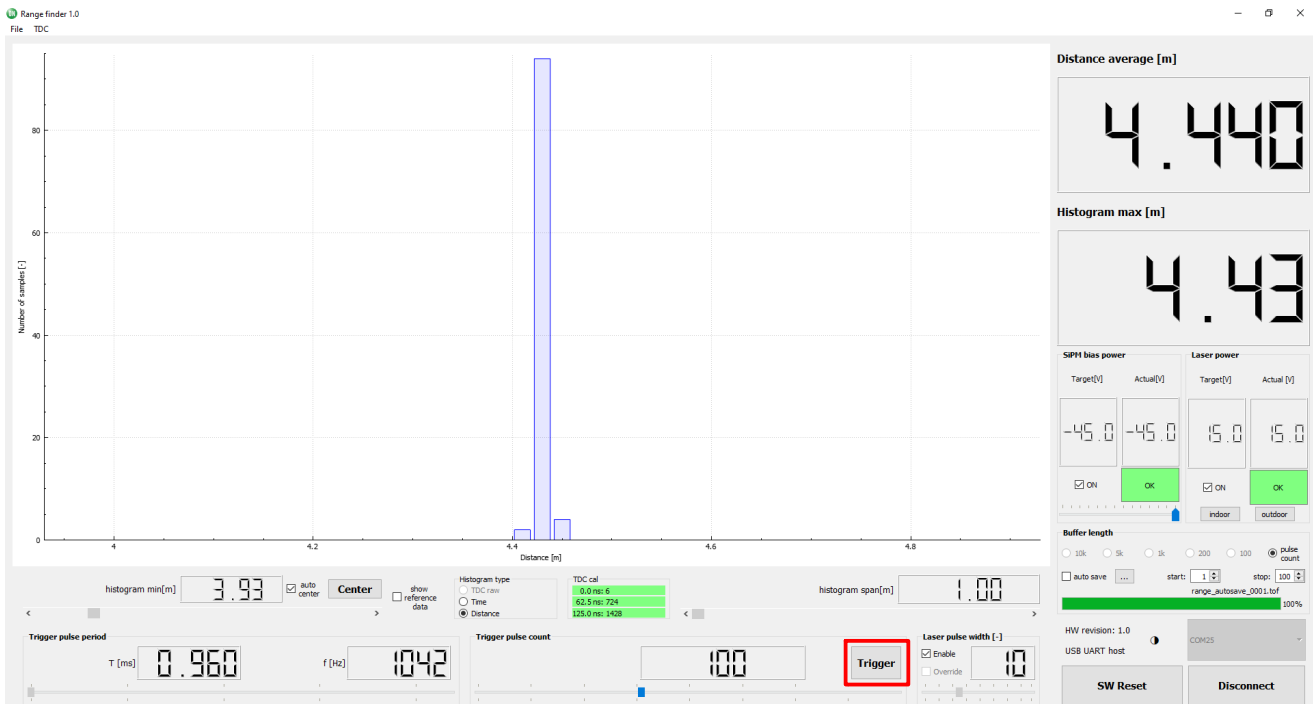 Range finder 1.0
File TDC
Distance average [m]
4.440
Histogram max [m]
4.43
Number of samples [-]
80
60
40
20
0
4 4.2 4.4 4.6 4.8
Distance [m]
SiPM bias power
Target[V] Actual[V]
-45.0 -45.0
ON OK
Laser power
Target[V] Actual [V]
15.0 15.0
ON OK
indoor outdoor
Buffer length
10k 5k 1k 200 100 pulse count
auto save ... start: 1 stop: 100
range_autosave_0001.tof
100%
histogram min[m] 3.93
auto center
Center
show reference data
Histogram type
TDC raw
Time
Distance
TDC cal
0.0 ns: 6
62.5 ns: 724
125.0 ns: 1428
histogram span[m] 1.00
Trigger pulse period
T [ms] 0.960 f [Hz] 1042
Trigger pulse count
100 Trigger
Laser pulse width [-]
Enable
Override
10
HW revision: 1.0
USB UART host
COM25
SW Reset Disconnect